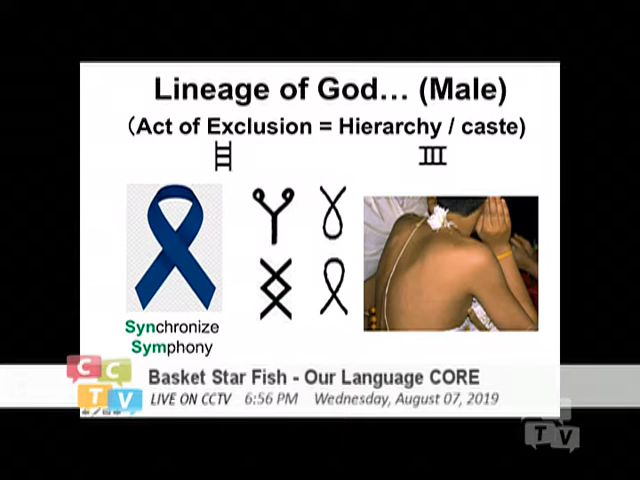 Lineage of God... (Male)
(Act of Exclusion = Hierarchy / caste)
Synchronize
Symphony
CCTV
Basket Star Fish - Our Language CORE
LIVE ON CCTV 6:56 PM Wednesday, August 07, 2019
TV